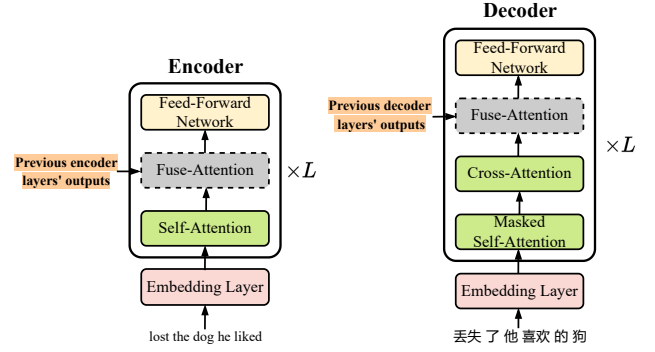 Encoder
Feed-Forward
Network
Previous encoder
layers' outputs
Fuse-Attention
×L
Self-Attention
Embedding Layer
lost the dog he liked
Decoder
Feed-Forward
Network
Previous decoder
layers' outputs
Fuse-Attention
×L
Cross-Attention
Masked
Self-Attention
Embedding Layer
丢失 了 他 喜欢 的 狗